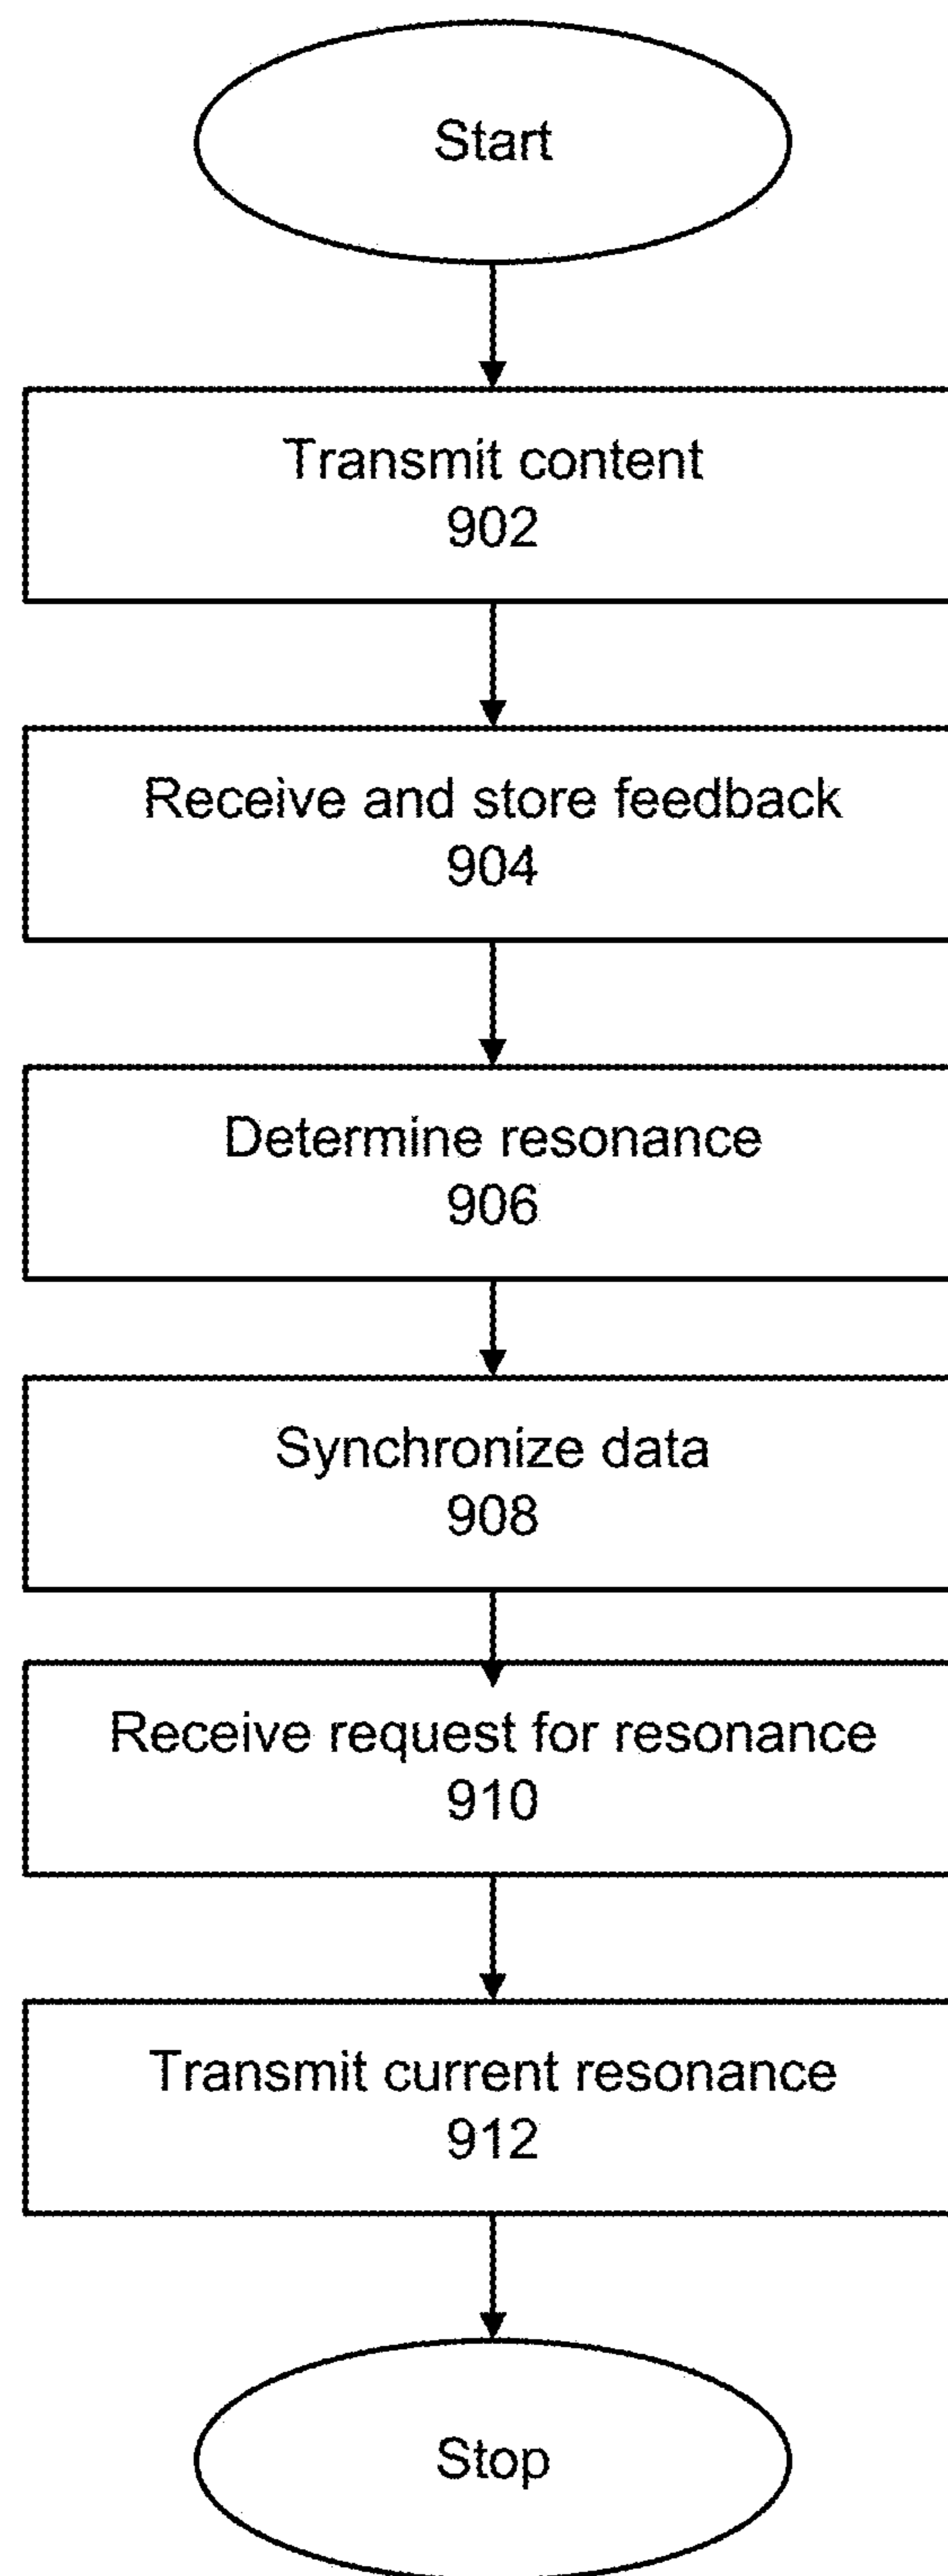 Start
Transmit content
902
Receive and store feedback
904
Determine resonance
906
Synchronize data
908
Receive request for resonance
910
Transmit current resonance
912
Stop